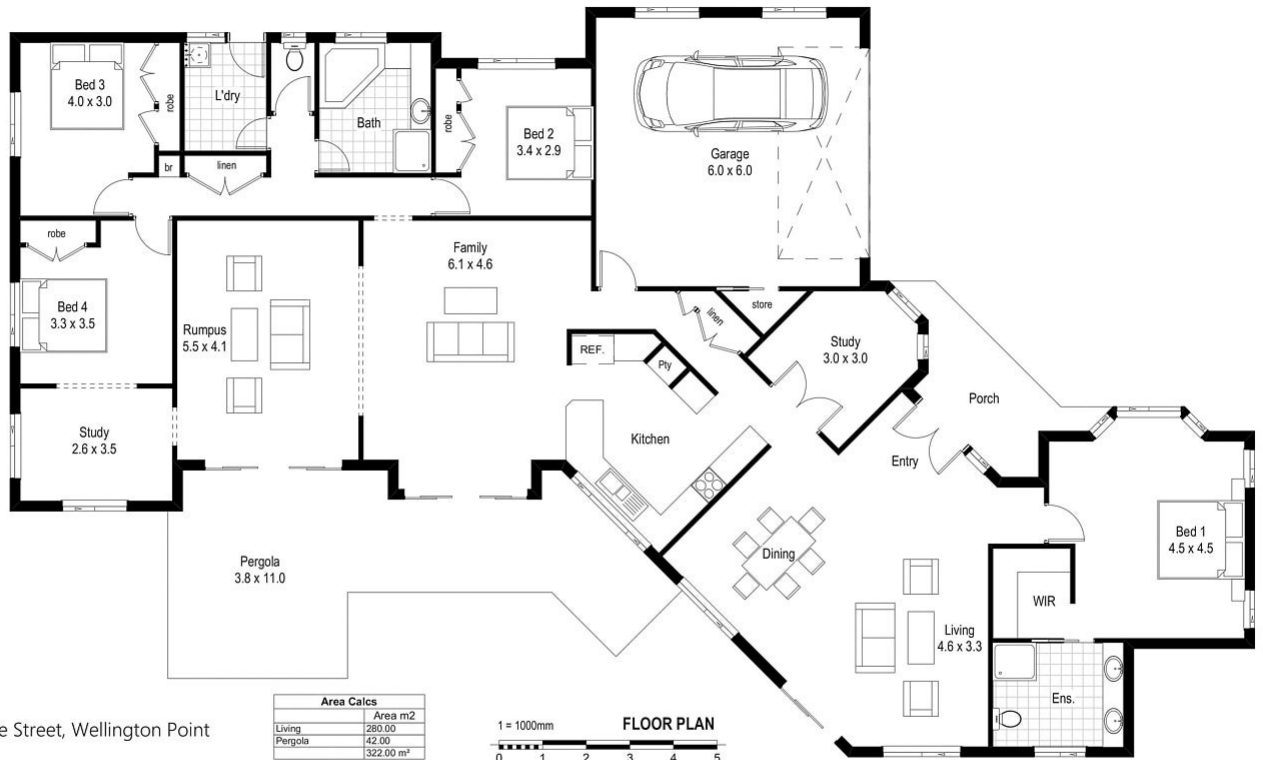 Bed 3
4.0 x 3.0
robe
L'dry
Bath
robe
Bed 2
3.4 x 2.9
Garage
6.0 x 6.0
br
linen
robe
Bed 4
3.3 x 3.5
Rumpus
5.5 x 4.1
Family
6.1 x 4.6
REF.
Pty
linen
store
Study
3.0 x 3.0
Porch
Entry
Kitchen
Study
2.6 x 3.5
Pergola
3.8 x 11.0
Dining
Living
4.6 x 3.3
Bed 1
4.5 x 4.5
WIR
Ens.
e Street, Wellington Point
Area Calcs
Area m2
Living 280.00
Pergola 42.00
322.00 m²
1 = 1000mm
FLOOR PLAN
0 1 2 3 4 5